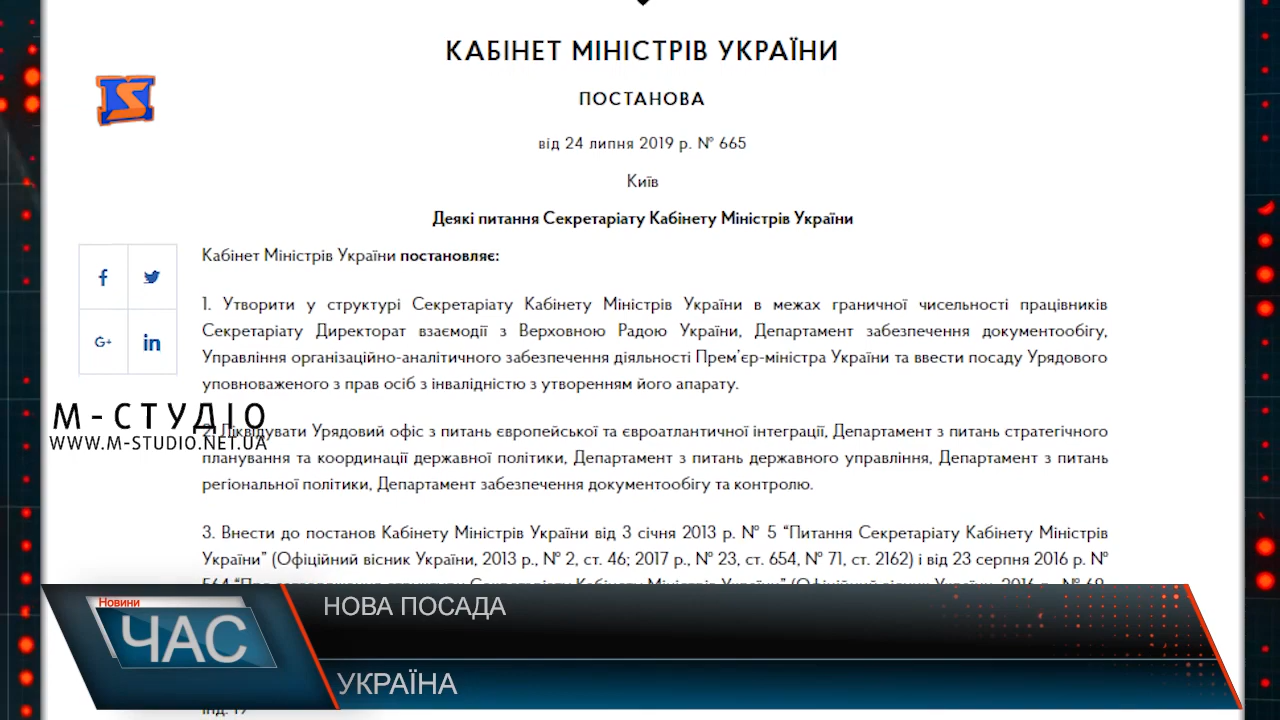 КАБІНЕТ МІНІСТРІВ УКРАЇНИ
ПОСТАНОВА
від 24 липня 2019 р. № 665
Київ
Деякі питання Секретаріату Кабінету Міністрів України
Кабінет Міністрів України постановляє:
1. Утворити у структурі Секретаріату Кабінету Міністрів України в межах граничної чисельності працівників
Секретаріату Директорат взаємодії з Верховною Радою України, Департамент забезпечення документообігу,
Управління організаційно-аналітичного забезпечення діяльності Прем’єр-міністра України та ввести посаду Урядового
уповноваженого з прав осіб з інвалідністю з утворенням його апарату.
М-СТУДІО
WWW.M-STUDIO.NET.UA
Ліквідувати Урядовий офіс з питань європейської та євроатлантичної інтеграції, Департамент з питань стратегічного
планування та координації державної політики, Департамент з питань державного управління, Департамент з питань
регіональної політики, Департамент забезпечення документообігу та контролю.
3. Внести до постанов Кабінету Міністрів України від 3 січня 2013 р. № 5 “Питання Секретаріату Кабінету Міністрів
України” (Офіційний вісник України, 2013 р., № 2, ст. 46; 2017 р., № 23, ст. 654, № 71, ст. 2162) і від 23 серпня 2016 р. №
Новини
ЧАС
НОВА ПОСАДА
УКРАЇНА